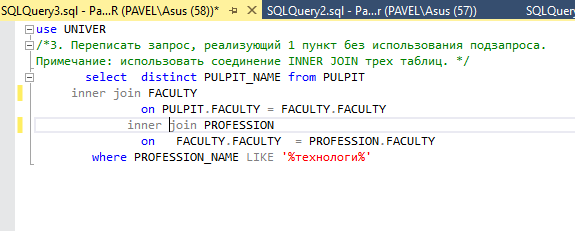 SQLQuery3.sql - Pa...R (PAVEL\Asus (58))* SQLQuery2.sql - Pa...R (PAVEL\Asus (57)) SQLQuery
use UNIVER
/*3. Переписать запрос, реализующий 1 пункт без использования подзапроса.
Примечание: использовать соединение INNER JOIN трех таблиц. */
select distinct PULPIT_NAME from PULPIT
inner join FACULTY
on PULPIT.FACULTY = FACULTY.FACULTY
inner join PROFESSION
on FACULTY.FACULTY = PROFESSION.FACULTY
where PROFESSION_NAME LIKE '%технологи%'